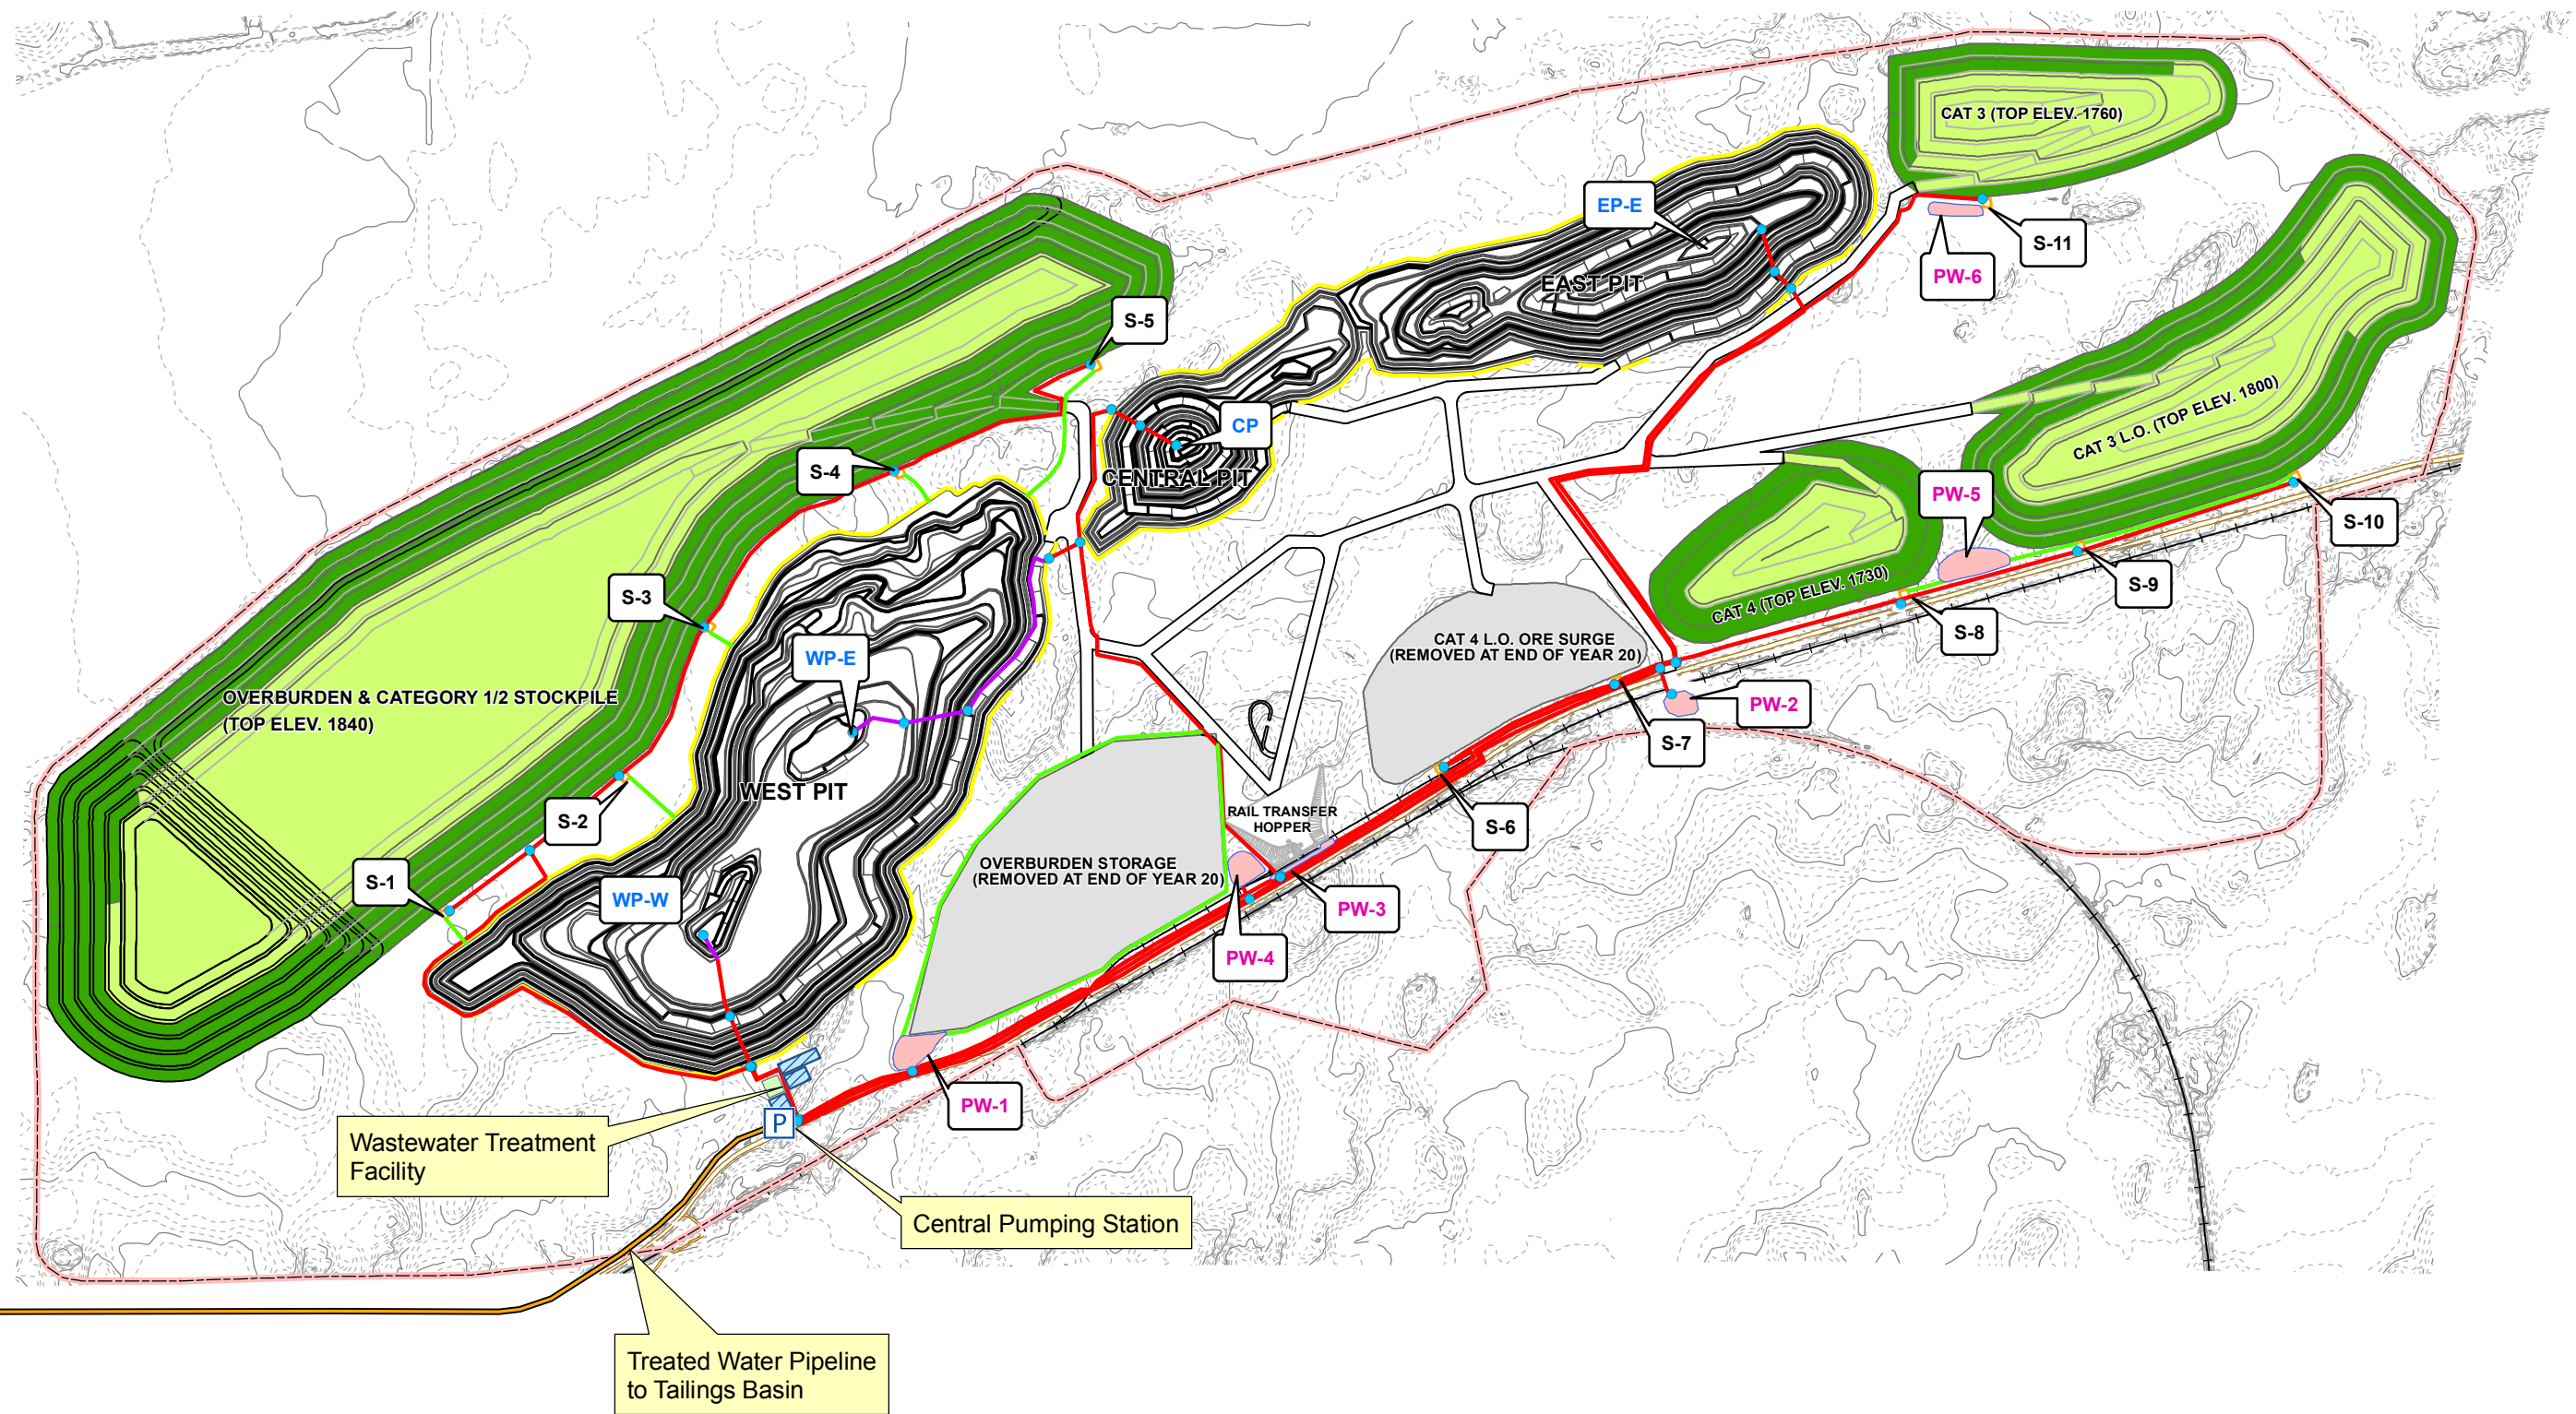 CAT 3 (TOP ELEV. 1760)
EP-E
S-11
PW-6
EAST PIT
S-5
CAT 3 L.O. (TOP ELEV. 1800)
CP
CENTRAL PIT
S-4
PW-5
S-10
S-9
CAT 4 (TOP ELEV. 1730)
S-3
S-8
CAT 4 L.O. ORE SURGE
(REMOVED AT END OF YEAR 20)
WP-E
OVERBURDEN & CATEGORY 1/2 STOCKPILE
(TOP ELEV. 1840)
PW-2
S-7
WEST PIT
S-2
RAIL TRANSFER
HOPPER
S-6
OVERBURDEN STORAGE
(REMOVED AT END OF YEAR 20)
S-1
WP-W
PW-3
PW-4
PW-1
P
Wastewater Treatment
Facility
Central Pumping Station
Treated Water Pipeline
to Tailings Basin